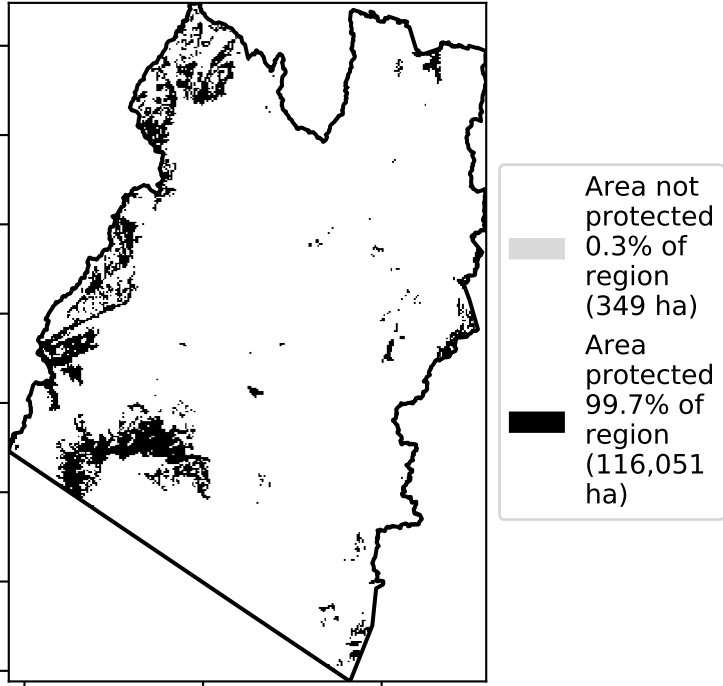 Area not
protected
0.3% of
region
(349 ha)
Area
protected
99.7% of
region
(116,051
ha)